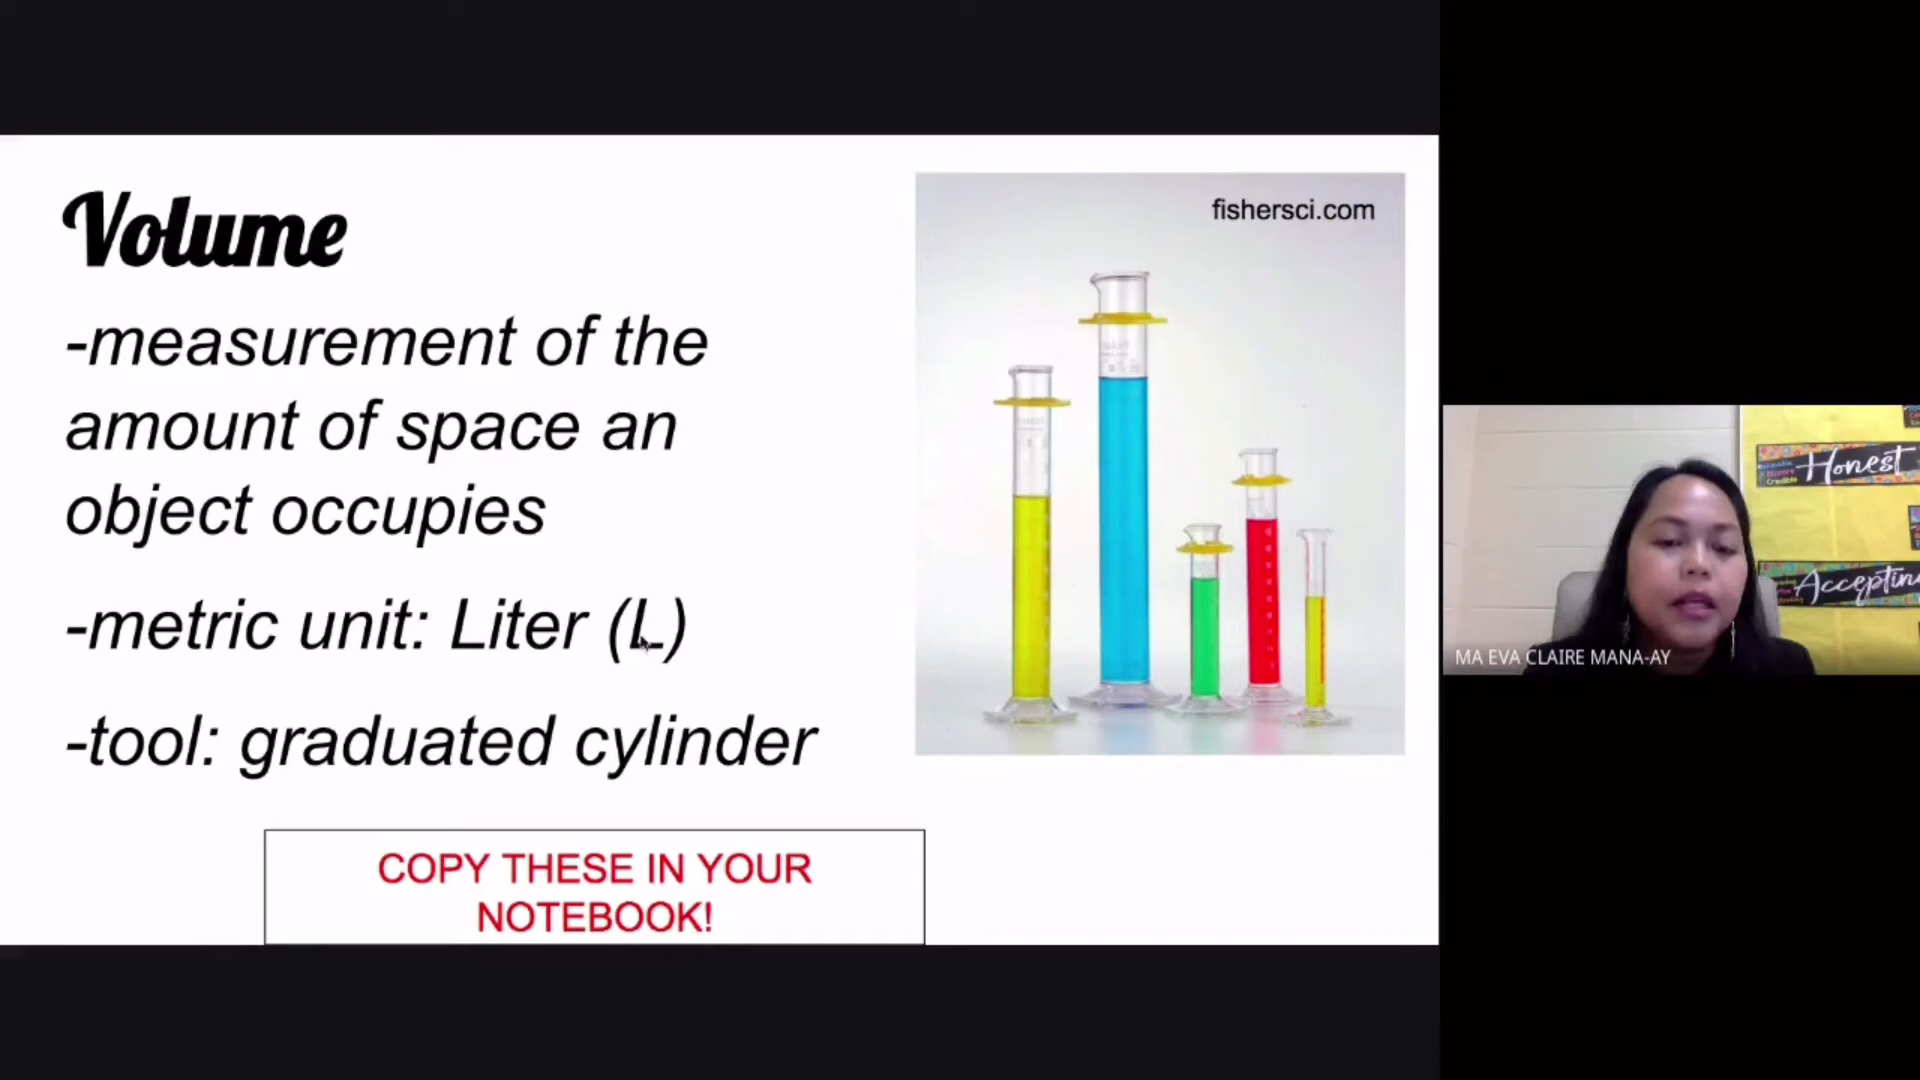 Volume
fishersci.com
-measurement of the
amount of space an
object occupies
-metric unit: Liter (L)
-tool: graduated cylinder
COPY THESE IN YOUR
NOTEBOOK!
Honest
Accepting
MA EVA CLAIRE MANA-AY